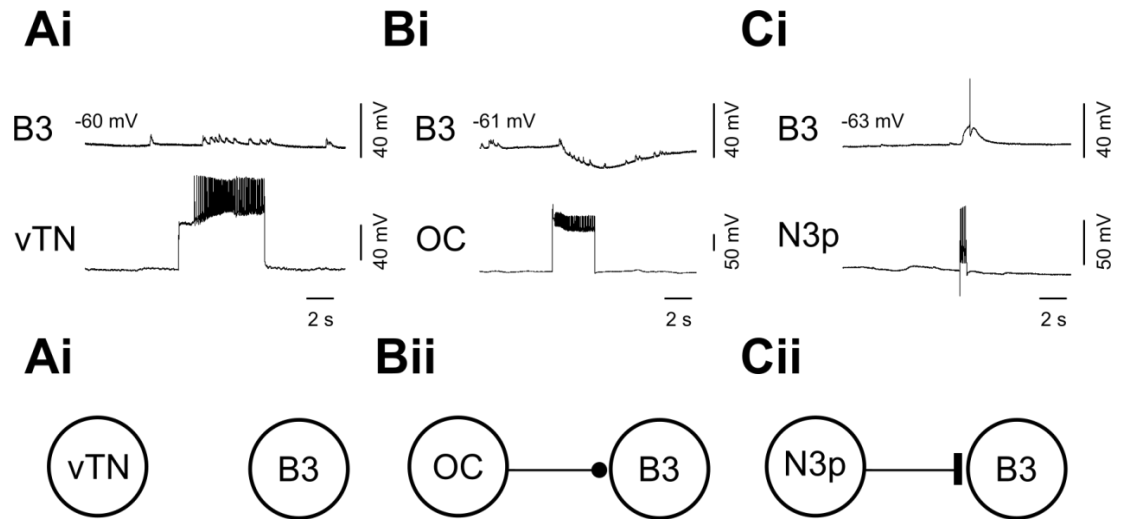 Ai
Bi
Ci
B3
-60 mV
40 mV
B3
-61 mV
40 mV
B3
-63 mV
40 mV
vTN
40 mV
OC
50 mV
N3p
50 mV
2 s
2 s
2 s
Ai
Bii
Cii
vTN
B3
OC
B3
N3p
B3